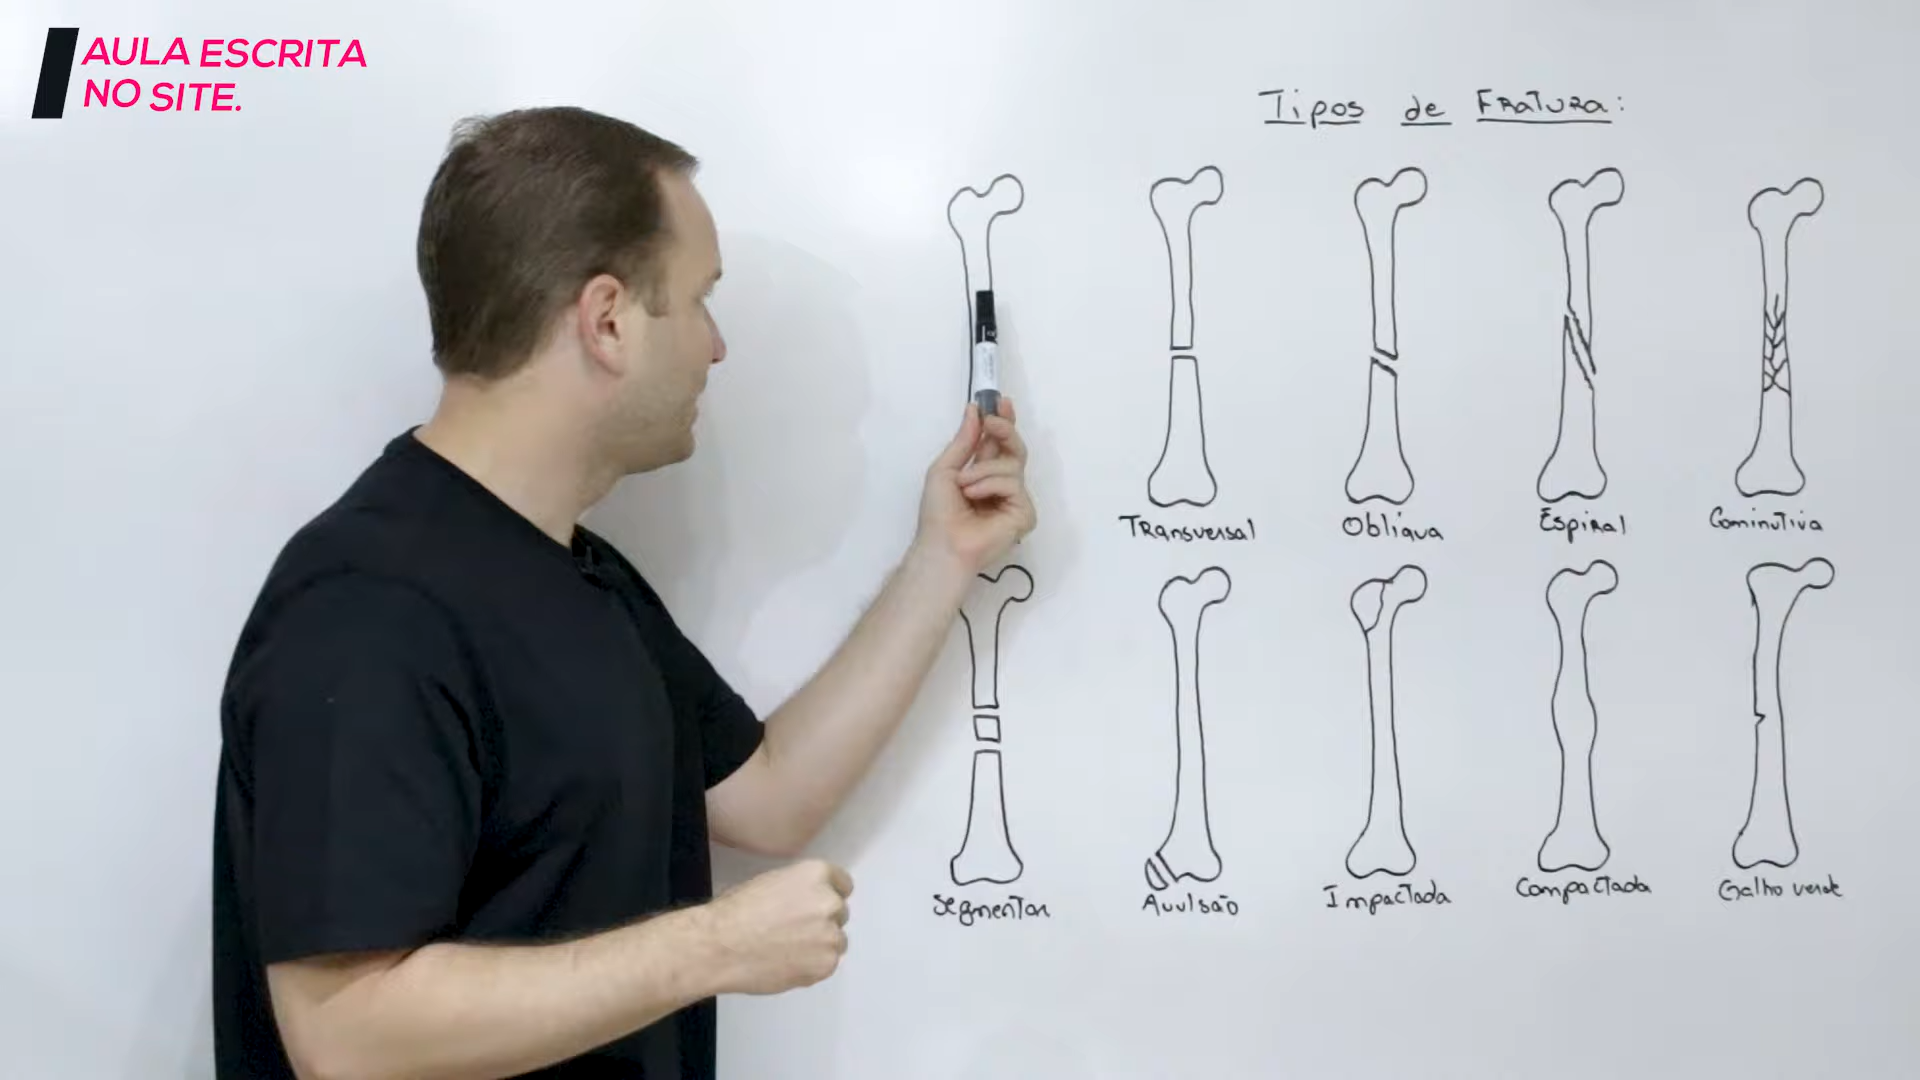 AULA ESCRITA
NO SITE.
Tipos de Fratura:
Transversal
Obliqua
Espiral
Cominutiva
Segmentar
Avulsão
Impactada
Compactada
Galho verde